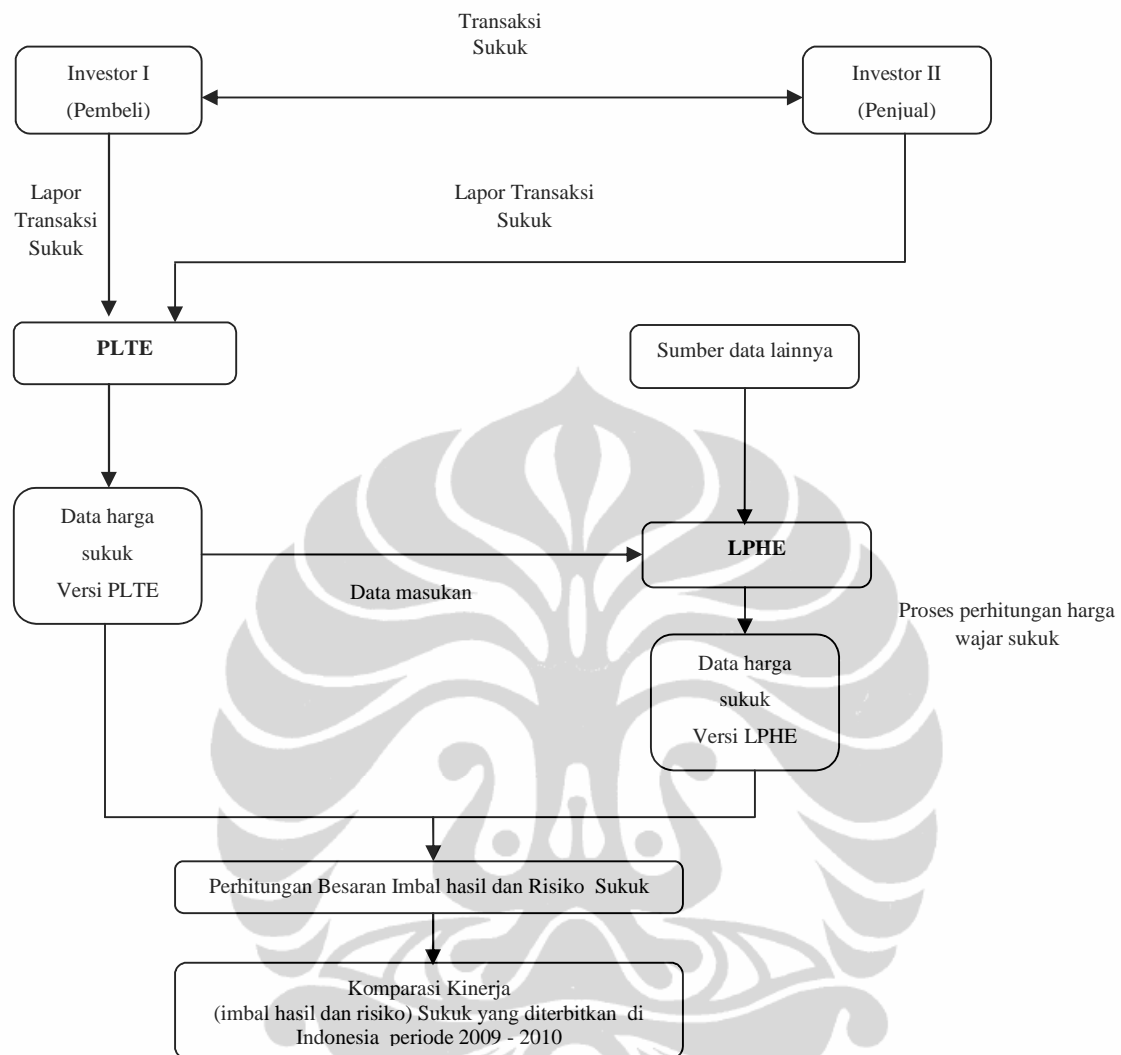 Transaksi
Sukuk
Investor I
(Pembeli)
Investor II
(Penjual)
Lapor
Transaksi
Sukuk
Lapor Transaksi
Sukuk
PLTE
Sumber data lainnya
Data harga
sukuk
Versi PLTE
Data masukan
LPHE
Proses perhitungan harga
wajar sukuk
Data harga
sukuk
Versi LPHE
Perhitungan Besaran Imbal hasil dan Risiko Sukuk
Komparasi Kinerja
(imbal hasil dan risiko) Sukuk yang diterbitkan di
Indonesia periode 2009 - 2010